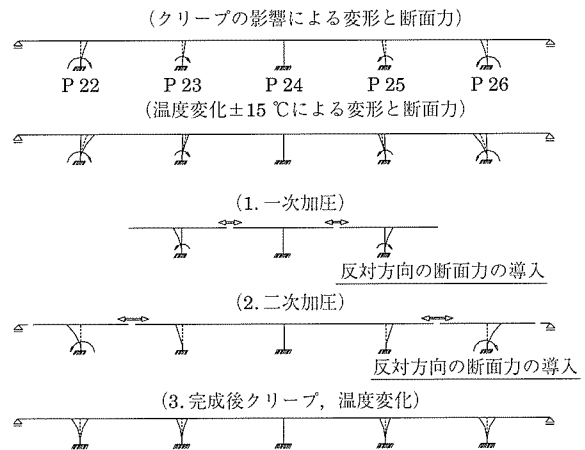 (クリープの影響による変形と断面力)
P 22 P 23 P 24 P 25 P 26
(温度変化±15 ℃による変形と断面力)
(1. 一次加圧)
反対方向の断面力の導入
(2. 二次加圧)
反対方向の断面力の導入
(3. 完成後クリープ，温度変化)